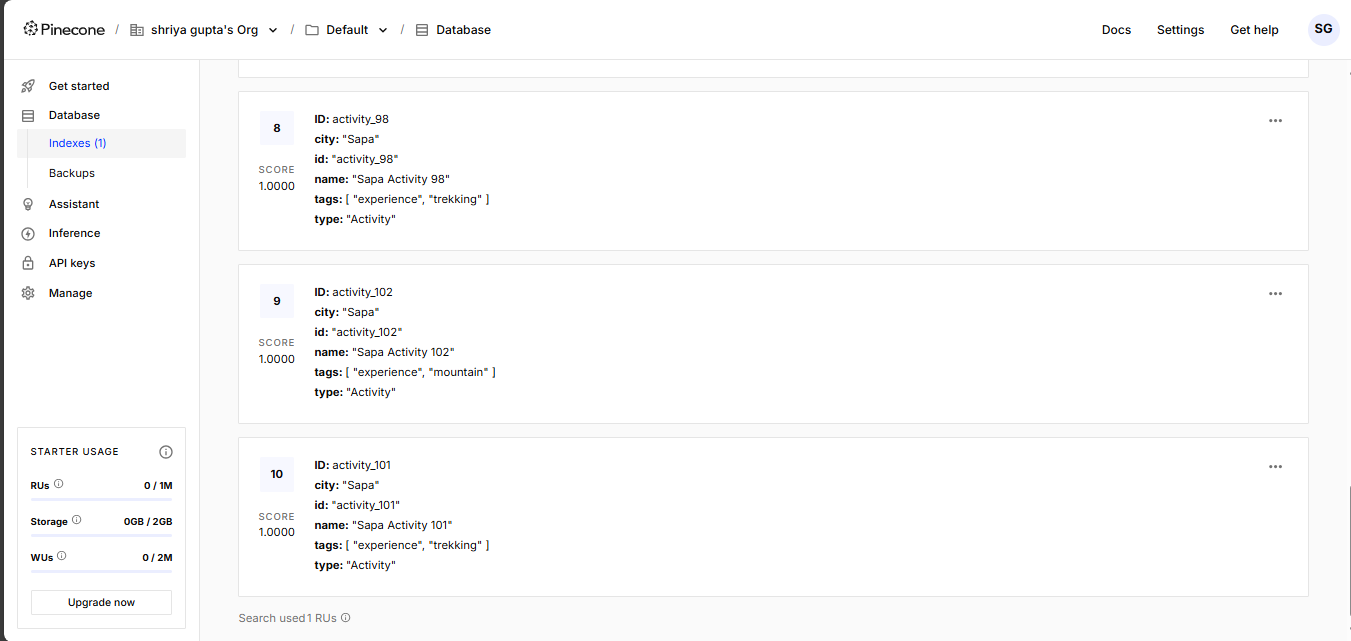 Pinecone / shriya gupta's Org / Default / Database
Docs Settings Get help SG
Get started
Database
Indexes (1)
Backups
Assistant
Inference
API keys
Manage
STARTER USAGE
RUs 0 / 1M
Storage 0GB / 2GB
WUs 0 / 2M
Upgrade now
8
SCORE
1.0000
ID: activity_98
city: "Sapa"
id: "activity_98"
name: "Sapa Activity 98"
tags: [ "experience", "trekking" ]
type: "Activity"
9
SCORE
1.0000
ID: activity_102
city: "Sapa"
id: "activity_102"
name: "Sapa Activity 102"
tags: [ "experience", "mountain" ]
type: "Activity"
10
SCORE
1.0000
ID: activity_101
city: "Sapa"
id: "activity_101"
name: "Sapa Activity 101"
tags: [ "experience", "trekking" ]
type: "Activity"
Search used 1 RUs